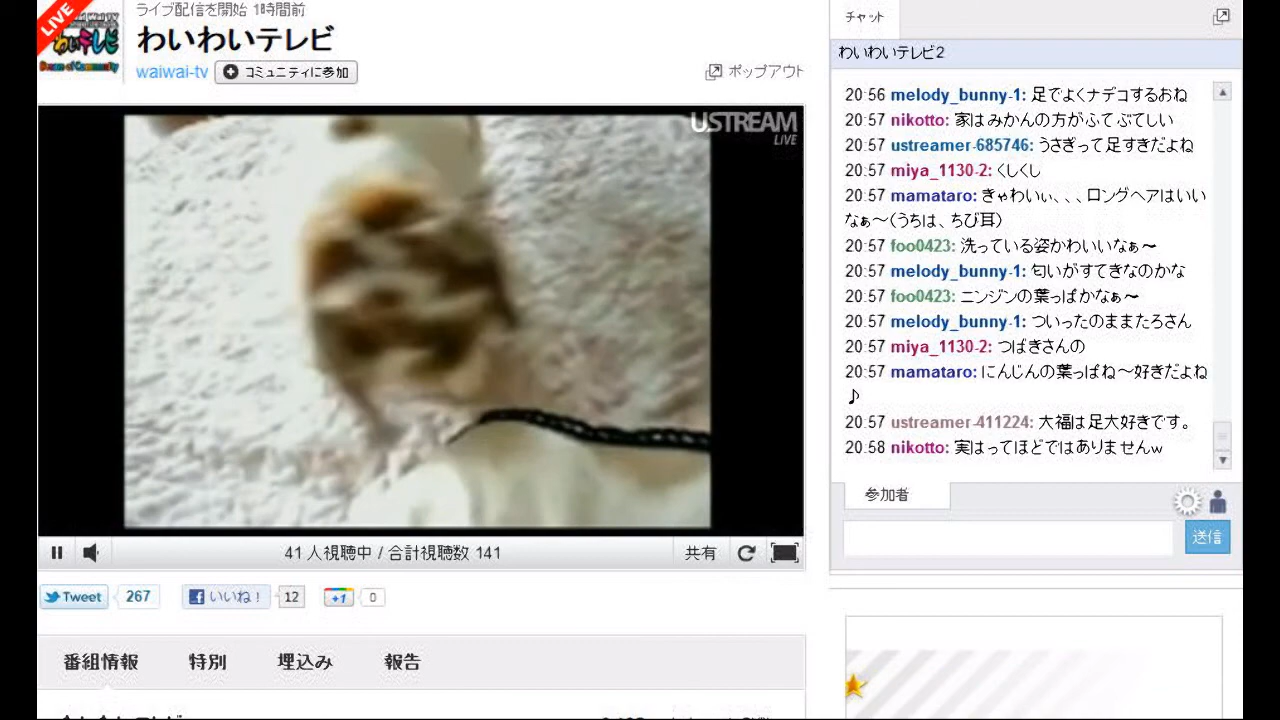 LIVE
わいテレビ
ライブ配信を開始 1時間前
わいわいテレビ
waiwai-tv コミュニティに参加
ポップアウト
USTREAM
LIVE
41 人視聴中 / 合計視聴数 141
共有
Tweet 267 いいね! 12 +1 0
番組情報 特別 埋込み 報告
チャット
わいわいテレビ2
20:56 melody_bunny-1: 足でよくナデコするおね
20:57 nikotto: 家はみかんの方がふてぶてしい
20:57 ustreamer-685746: うさぎって足すきだよね
20:57 miya_1130-2: くしくし
20:57 mamataro: きゃわいぃ、、、ロングヘアはいい
なぁ～(うちは、ちび耳)
20:57 foo0423: 洗っている姿かわいいなぁ～
20:57 melody_bunny-1: 匂いがすてきなのかな
20:57 foo0423: ニンジンの葉っぱかなぁ～
20:57 melody_bunny-1: ついったのままたろさん
20:57 miya_1130-2: つばきさんの
20:57 mamataro: にんじんの葉っぱね～好きだよね
♪
20:57 ustreamer-411224: 大福は足大好きです。
20:58 nikotto: 実はってほどではありませんw
参加者
送信